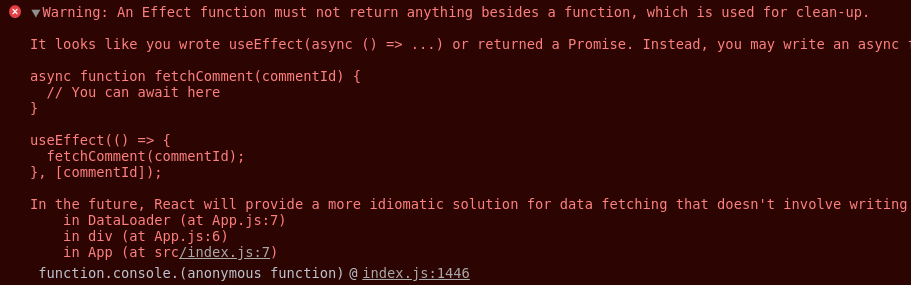 Warning: An Effect function must not return anything besides a function, which is used for clean-up.
It looks like you wrote useEffect(async () => ...) or returned a Promise. Instead, you may write an async
async function fetchComment(commentId) {
// You can await here
}
useEffect(() => {
fetchComment(commentId);
}, [commentId]);
In the future, React will provide a more idiomatic solution for data fetching that doesn't involve writing
in DataLoader (at App.js:7)
in div (at App.js:6)
in App (at src/index.js:7)
function.console.(anonymous function) @ index.js:1446